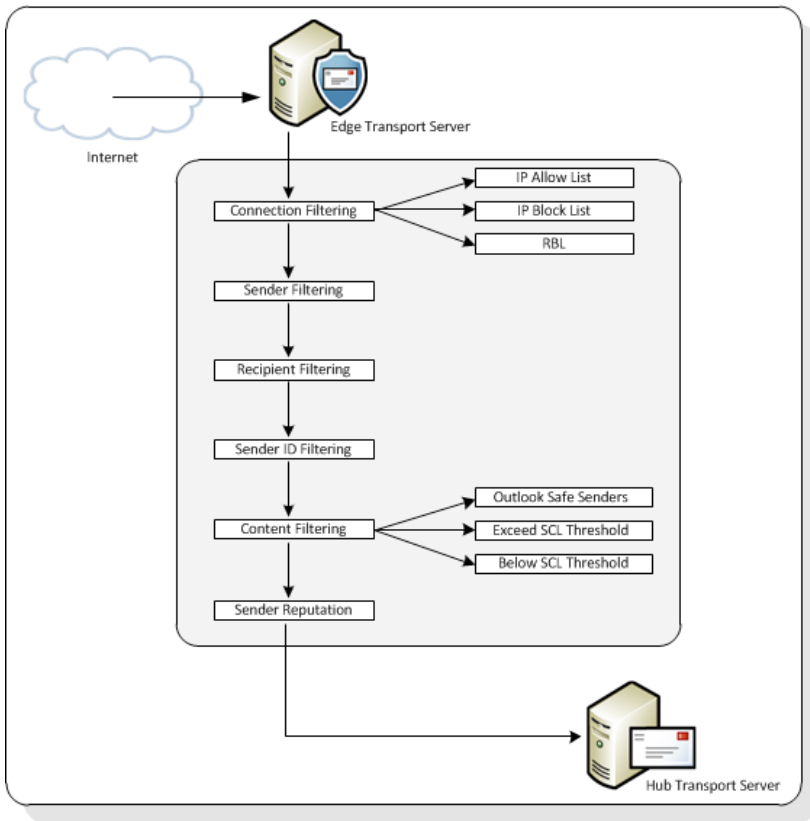 Edge Transport Server
Internet
Connection Filtering
IP Allow List
IP Block List
RBL
Sender Filtering
Recipient Filtering
Sender ID Filtering
Content Filtering
Outlook Safe Senders
Exceed SCL Threshold
Below SCL Threshold
Sender Reputation
Hub Transport Server